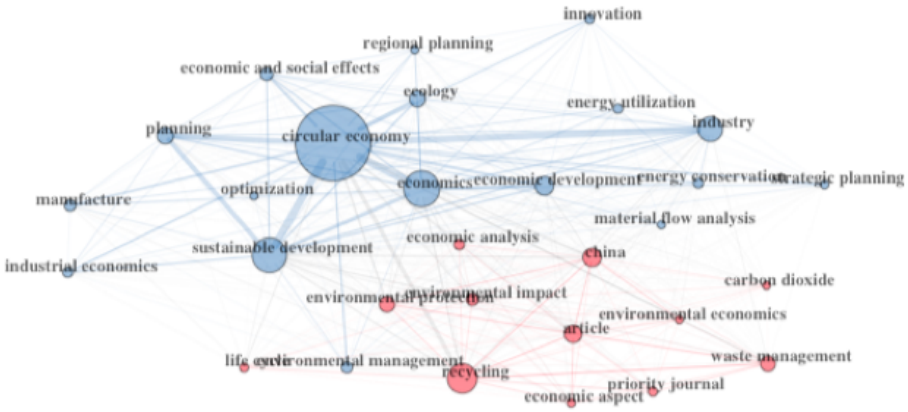 innovation
regional planning
economic and social effects
ecology
energy utilization
planning
circular economy
industry
economics
economic development
energy conservation
strategic planning
optimization
manufacture
material flow analysis
economic analysis
sustainable development
china
industrial economics
carbon dioxide
environmental protection
environmental impact
environmental economics
article
life cycle
environmental management
recycling
waste management
priority journal
economic aspect